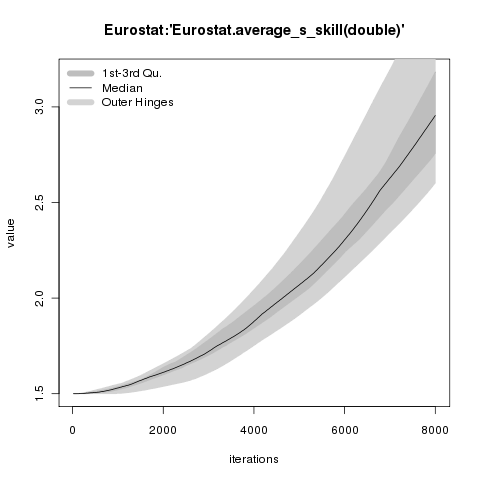 Eurostat:'Eurostat.average_s_skill(double)'
1st-3rd Qu.
Median
Outer Hinges
3.0
2.5
2.0
1.5
value
0 2000 4000 6000 8000
iterations